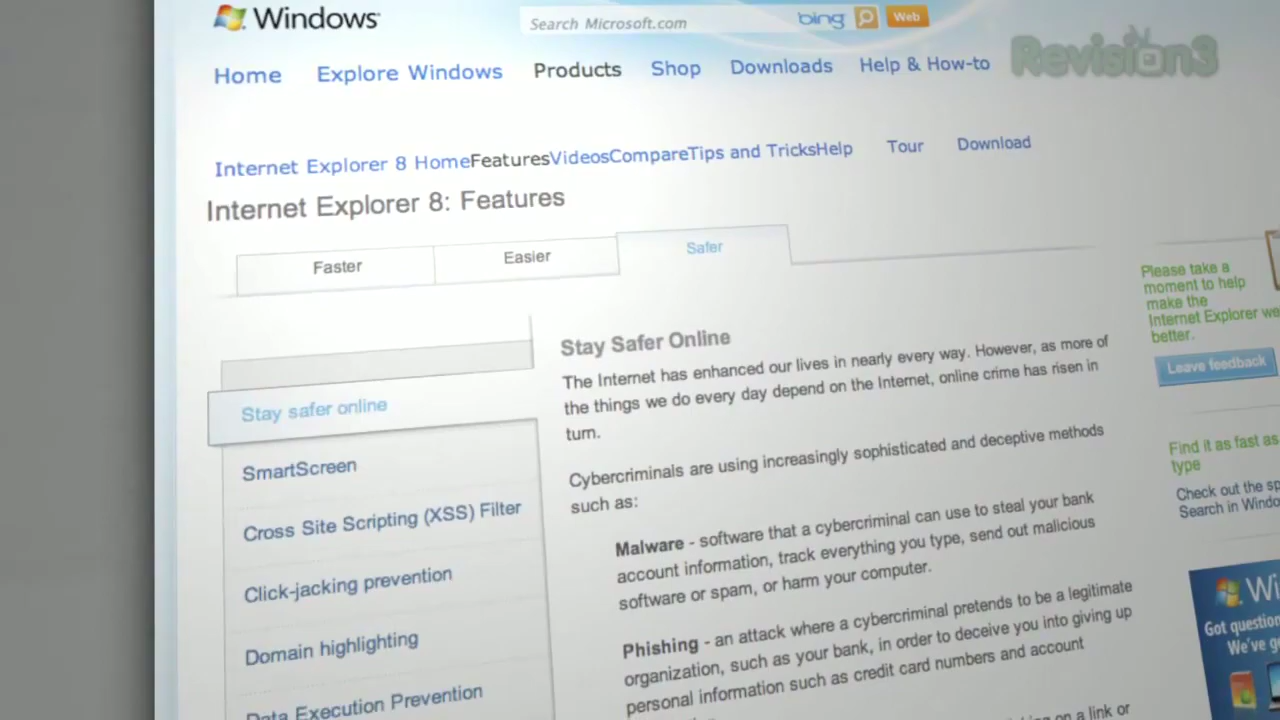 Windows
Search Microsoft.com
bing
Web
Home Explore Windows Products Shop Downloads Help & How-to
Revision3
Internet Explorer 8 HomeFeaturesVideosCompareTips and TricksHelp Tour Download
Internet Explorer 8: Features
Faster Easier Safer
Please take a
moment to help
make the
Internet Explorer we
better.
Leave feedback
Stay Safer Online
The Internet has enhanced our lives in nearly every way. However, as more of
the things we do every day depend on the Internet, online crime has risen in
turn.
Cybercriminals are using increasingly sophisticated and deceptive methods
such as:
Malware - software that a cybercriminal can use to steal your bank
account information, track everything you type, send out malicious
software or spam, or harm your computer.
Phishing - an attack where a cybercriminal pretends to be a legitimate
organization, such as your bank, in order to deceive you into giving up
personal information such as credit card numbers and account
on a link or
Stay safer online
SmartScreen
Cross Site Scripting (XSS) Filter
Click-jacking prevention
Domain highlighting
Data Execution Prevention
Find it as fast as
type
Check out the sp
Search in Windo
Wi
Got question
We've g